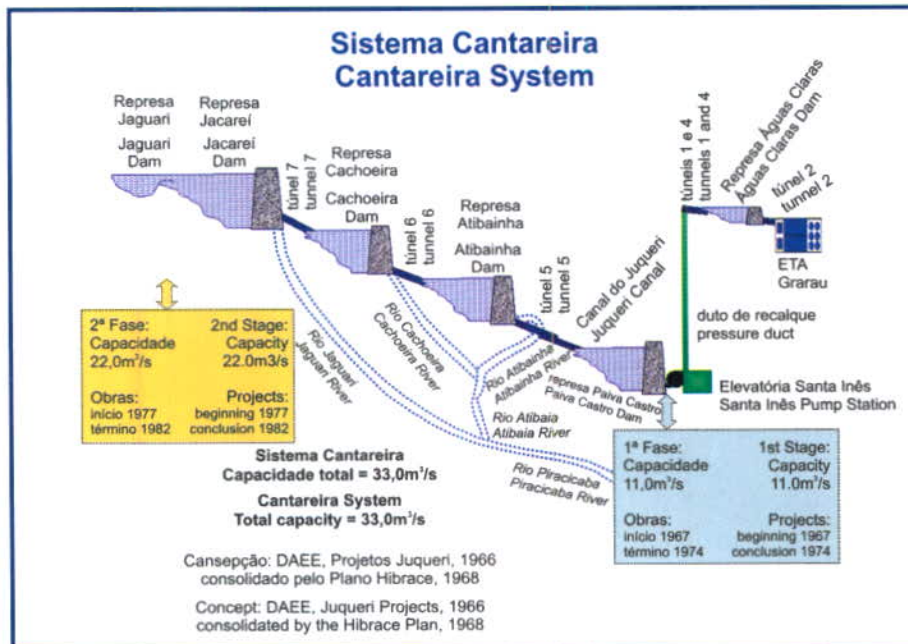 Sistema Cantareira
Cantareira System
Represa
Jaguari
Jaguari
Dam
Represa
Jacareí
Jacareí
Dam
túnel 7
tunnel 7
Represa
Cachoeira
Cachoeira
Dam
túnel 6
tunnel 6
Represa
Atibainha
Atibainha
Dam
túnel 5
tunnel 5
Canal do Juqueri
Juqueri Canal
túneis 1 e 4
tunnels 1 and 4
Represa Águas Claras
Águas Claras Dam
túnel 2
tunnel 2
ETA
Grarau
duto de recalque
pressure duct
Elevatória Santa Inês
Santa Inês Pump Station
represa Paiva Castro
Paiva Castro Dam
Rio Jaguari
Jaguari River
Rio Cachoeira
Cachoeira River
Rio Atibainha
Atibainha River
Rio Atibaia
Atibaia River
Rio Piracicaba
Piracicaba River
2ª Fase:
Capacidade
22,0m³/s
Obras:
início 1977
término 1982
2nd Stage:
Capacity
22.0m3/s
Projects:
beginning 1977
conclusion 1982
1ª Fase:
Capacidade
11,0m³/s
Obras:
início 1967
término 1974
1st Stage:
Capacity
11.0m³/s
Projects:
beginning 1967
conclusion 1974
Sistema Cantareira
Capacidade total = 33,0m³/s
Cantareira System
Total capacity = 33,0m³/s
Cansepção: DAEE, Projetos Juqueri, 1966
consolidado pelo Plano Hibrace, 1968
Concept: DAEE, Juqueri Projects, 1966
consolidated by the Hibrace Plan, 1968